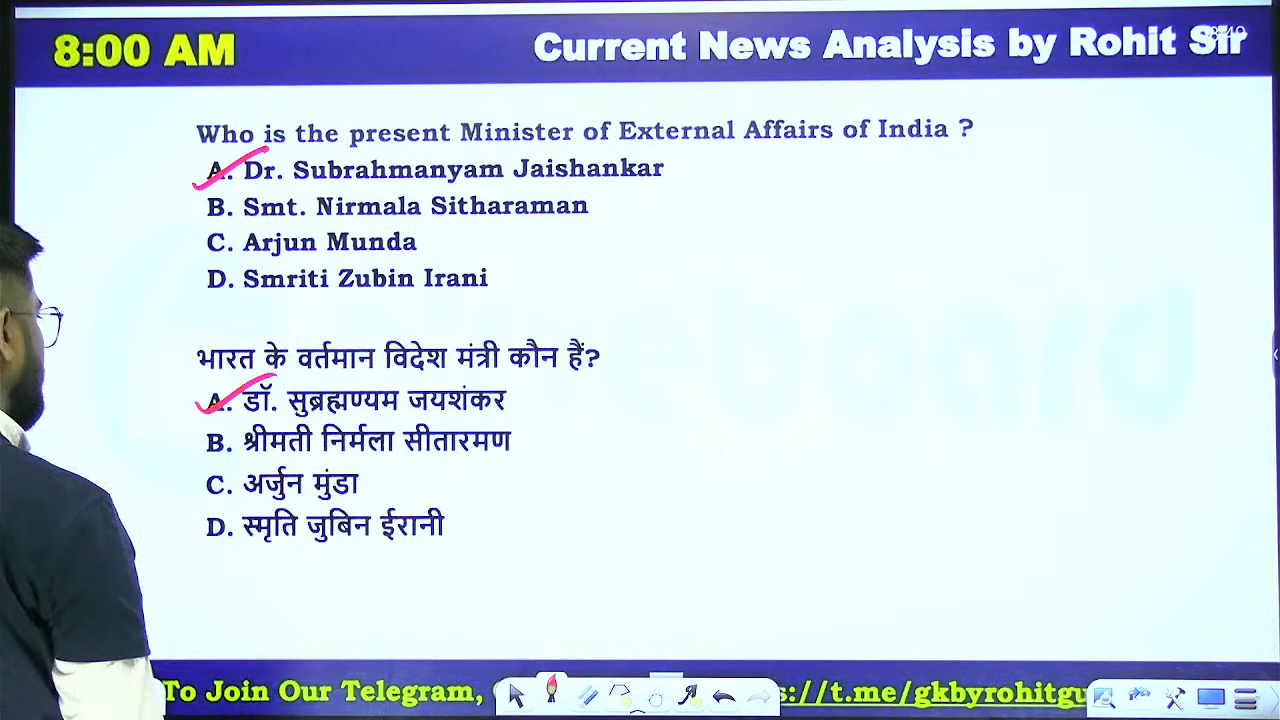 8:00 AM
Current News Analysis by Rohit Sir
Who is the present Minister of External Affairs of India ?
A. Dr. Subrahmanyam Jaishankar
B. Smt. Nirmala Sitharaman
C. Arjun Munda
D. Smriti Zubin Irani
भारत के वर्तमान विदेश मंत्री कौन हैं?
A. डॉ. सुब्रह्मण्यम जयशंकर
B. श्रीमती निर्मला सीतारमण
C. अर्जुन मुंडा
D. स्मृति जुबिन ईरानी
To Join Our Telegram, s://t.me/gkbyrohitgu